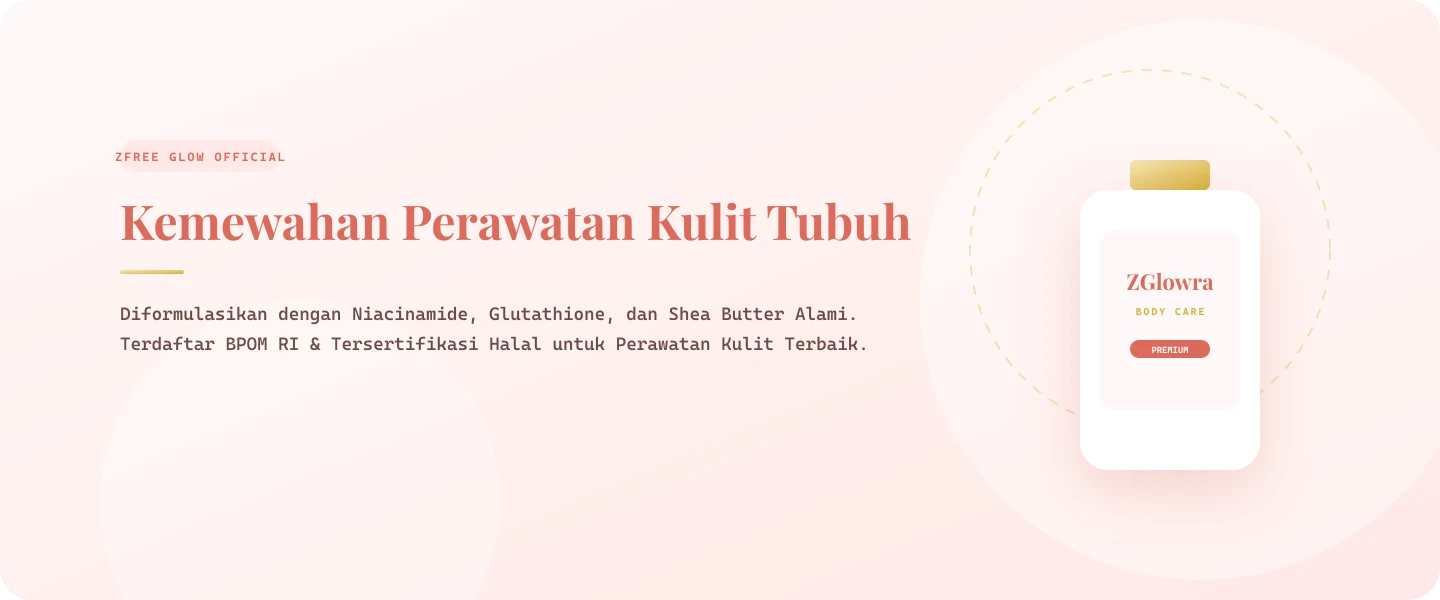 ZFREE GLOW OFFICIAL
Kemewahan Perawatan Kulit Tubuh
Diformulasikan dengan Niacinamide, Glutathione, dan Shea Butter Alami.
Terdaftar BPOM RI & Tersertifikasi Halal untuk Perawatan Kulit Terbaik.
ZGlowra
BODY CARE
PREMIUM